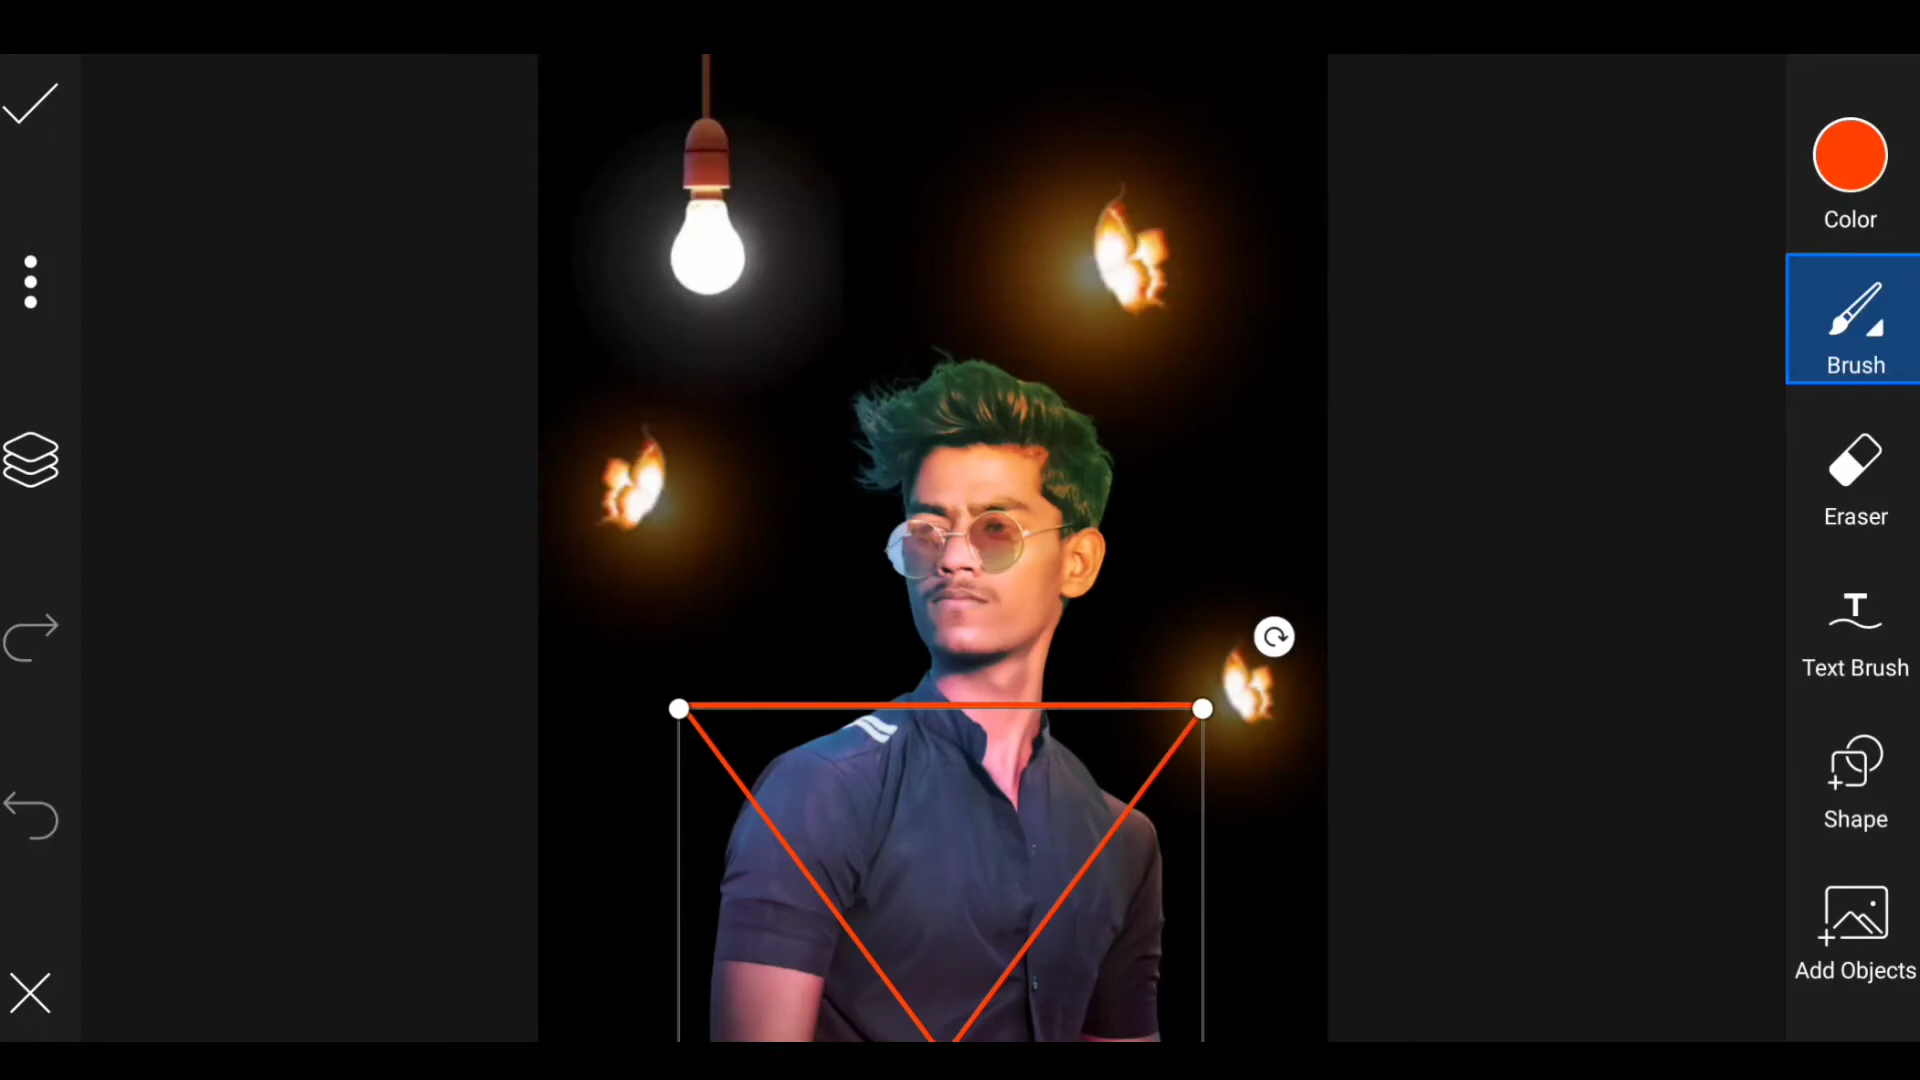 Color
Brush
Eraser
T
Text Brush
Shape
Add Objects